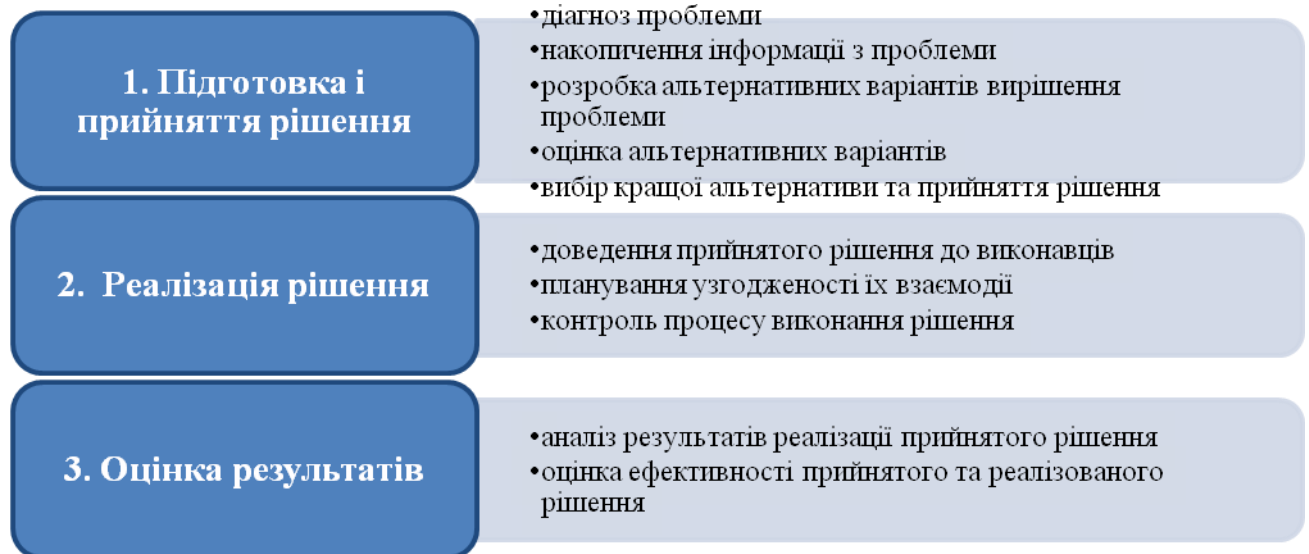 1. Підготовка і
прийняття рішення
•діагноз проблеми
•накопичення інформації з проблеми
•розробка альтернативних варіантів вирішення
проблеми
•оцінка альтернативних варіантів
•вибір кращої альтернативи та прийняття рішення
2. Реалізація рішення
•доведення прийнятого рішення до виконавців
•планування узгодженості їх взаємодії
•контроль процесу виконання рішення
3. Оцінка результатів
•аналіз результатів реалізації прийнятого рішення
•оцінка ефективності прийнятого та реалізованого
рішення